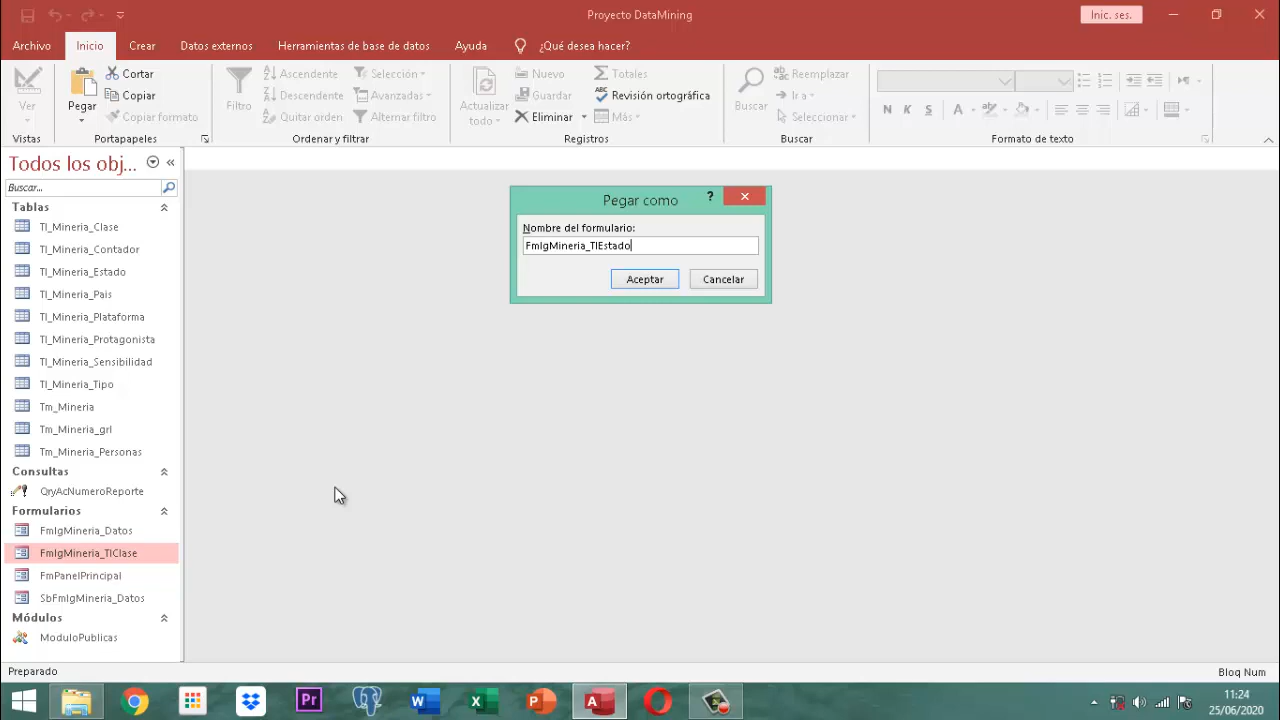 Proyecto DataMining
Inic. ses.
Archivo
Inicio
Crear
Datos externos
Herramientas de base de datos
Ayuda
¿Qué desea hacer?
Ver
Vistas
Pegar
Cortar
Copiar
Copiar formato
Portapapeles
Filtro
Ascendente
Descendente
Quitar orden
Selección
Avanzadas
Alternar filtro
Ordenar y filtrar
Actualizar
todo
Nuevo
Guardar
Eliminar
Totales
Revisión ortográfica
Más
Registros
Buscar
Reemplazar
Ir a
Seleccionar
Buscar
N K S A
Formato de texto
Todos los obj...
Buscar...
Tablas
Tl_Mineria_Clase
Tl_Mineria_Contador
Tl_Mineria_Estado
Tl_Mineria_Pais
Tl_Mineria_Plataforma
Tl_Mineria_Protagonista
Tl_Mineria_Sensibilidad
Tl_Mineria_Tipo
Tm_Mineria
Tm_Mineria_grl
Tm_Mineria_Personas
Consultas
QryAcNumeroReporte
Formularios
FmIgMineria_Datos
FmIgMineria_TlClase
FmPanelPrincipal
SbFmIgMineria_Datos
Módulos
ModuloPublicas
Pegar como
?
Nombre del formulario:
FmIgMineria_TlEstado
Aceptar
Cancelar
Preparado
Bloq Num
Pr
W
X
P
A
11:24
25/06/2020